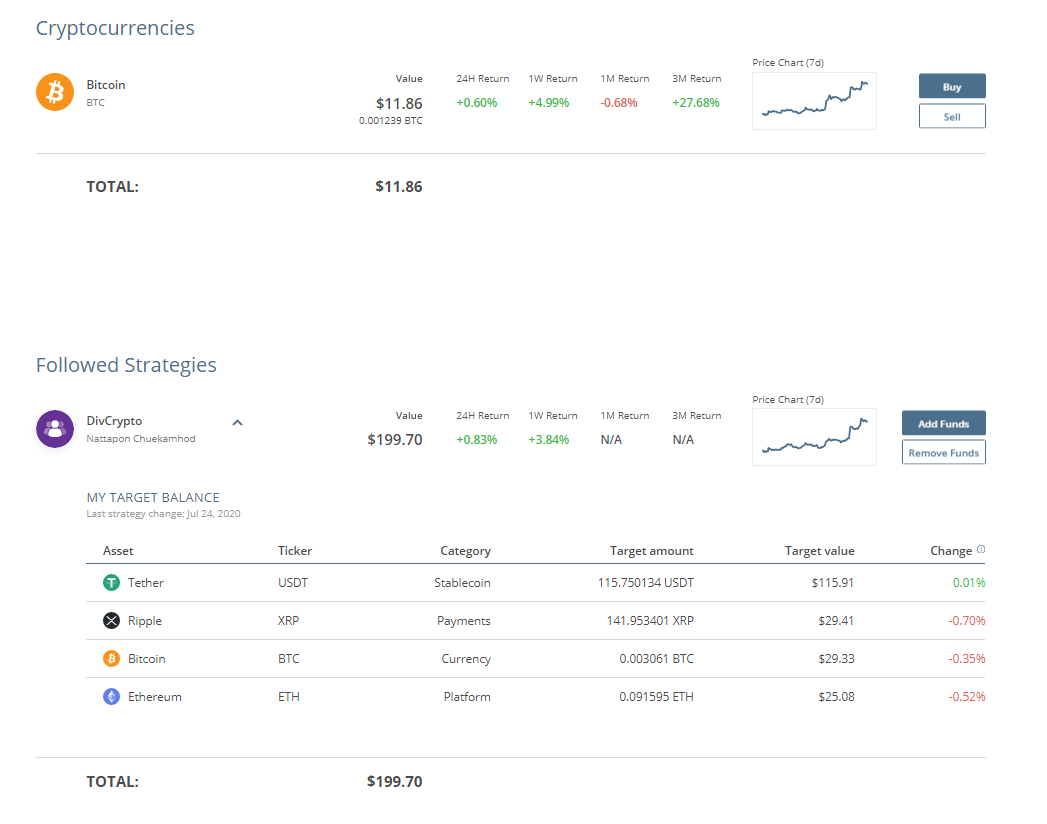 Cryptocurrencies
Bitcoin
BTC
Value
$11.86
0.001239 BTC
24H Return
+0.60%
1W Return
+4.99%
1M Return
-0.68%
3M Return
+27.68%
Price Chart (7d)
Buy
Sell
TOTAL: $11.86
Followed Strategies
DivCrypto
Nattapon Chuekamhod
Value
$199.70
24H Return
+0.83%
1W Return
+3.84%
1M Return
N/A
3M Return
N/A
Price Chart (7d)
Add Funds
Remove Funds
MY TARGET BALANCE
Last strategy change: Jul 24, 2020
Asset Ticker Category Target amount Target value Change
Tether USDT Stablecoin 115.750134 USDT $115.91 0.01%
Ripple XRP Payments 141.953401 XRP $29.41 -0.70%
Bitcoin BTC Currency 0.003061 BTC $29.33 -0.35%
Ethereum ETH Platform 0.091595 ETH $25.08 -0.52%
TOTAL: $199.70